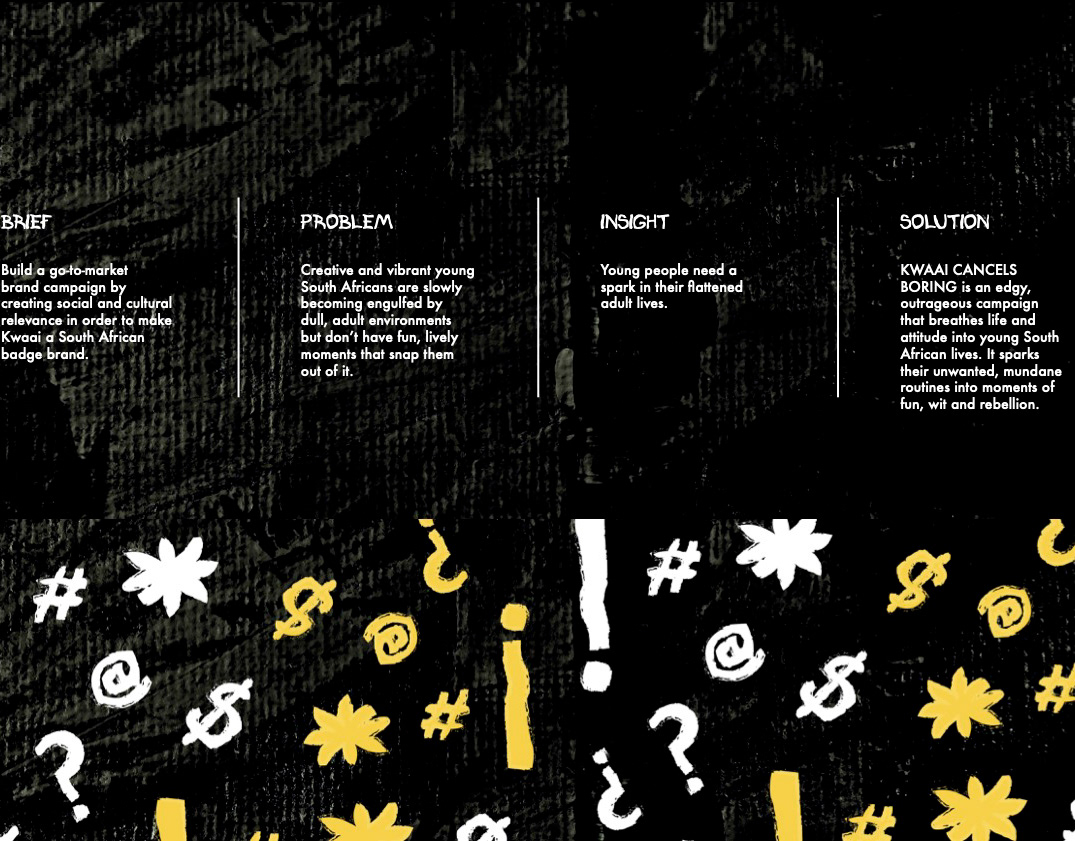 BRIEF
Build a go-to-market
brand campaign by
creating social and cultural
relevance in order to make
Kwaai a South African
badge brand.
PROBLEM
Creative and vibrant young
South Africans are slowly
becoming engulfed by
dull, adult environments
but don't have fun, lively
moments that snap them
out of it.
INSIGHT
Young people need a
spark in their flattened
adult lives.
SOLUTION
KWAAI CANCELS
BORING is an edgy,
outrageous campaign
that breathes life and
attitude into young South
African lives. It sparks
their unwanted, mundane
routines into moments of
fun, wit and rebellion.